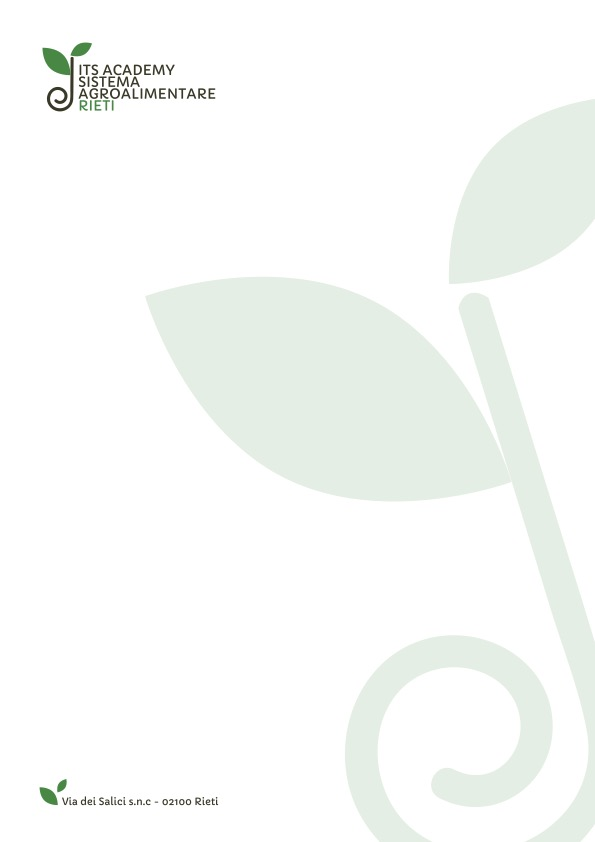 ITS ACADEMY
SISTEMA
AGROALIMENTARE
RIETI
Via dei Salici s.n.c - 02100 Rieti